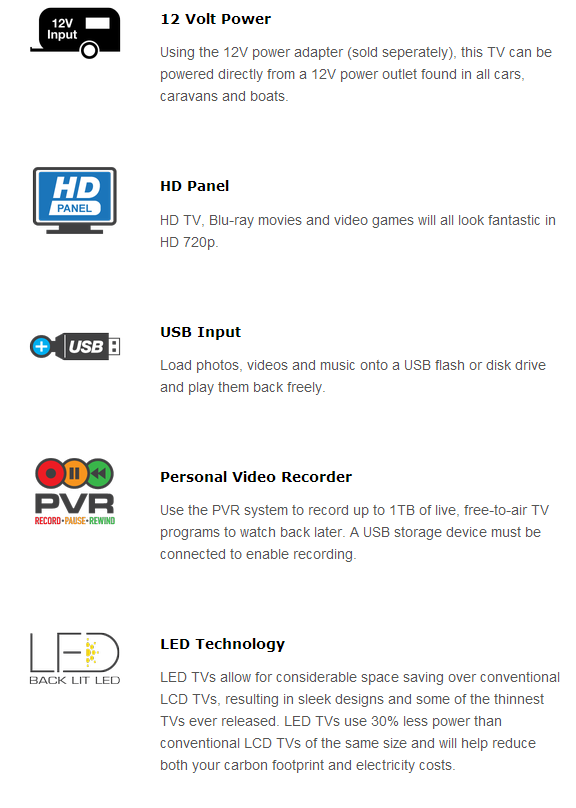 12V
Input
12 Volt Power
Using the 12V power adapter (sold seperately), this TV can be
powered directly from a 12V power outlet found in all cars,
caravans and boats.
HD
PANEL
HD Panel
HD TV, Blu-ray movies and video games will all look fantastic in
HD 720p.
USB
USB Input
Load photos, videos and music onto a USB flash or disk drive
and play them back freely.
PVR
RECORD•PAUSE•REWIND
Personal Video Recorder
Use the PVR system to record up to 1TB of live, free-to-air TV
programs to watch back later. A USB storage device must be
connected to enable recording.
LED
BACK LIT LED
LED Technology
LED TVs allow for considerable space saving over conventional
LCD TVs, resulting in sleek designs and some of the thinnest
TVs ever released. LED TVs use 30% less power than
conventional LCD TVs of the same size and will help reduce
both your carbon footprint and electricity costs.